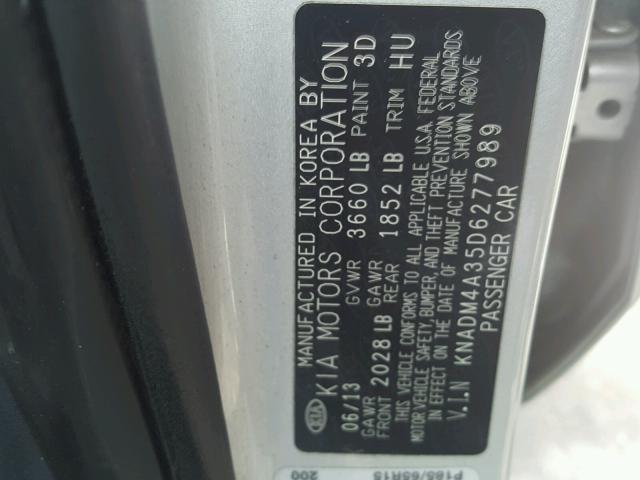 KIA
MANUFACTURED IN KOREA BY
KIA MOTORS CORPORATION
06/13 GVWR 3660 LB PAINT 3D
GAWR FRONT 2028 LB GAWR REAR 1852 LB TRIM HU
THIS VEHICLE CONFORMS TO ALL APPLICABLE U.S.A. FEDERAL
MOTOR VEHICLE SAFETY, BUMPER, AND THEFT PREVENTION STANDARDS
IN EFFECT ON THE DATE OF MANUFACTURE SHOWN ABOVE
V.I.N KNADM4A35D6277989
PASSENGER CAR
200 P185/65R15